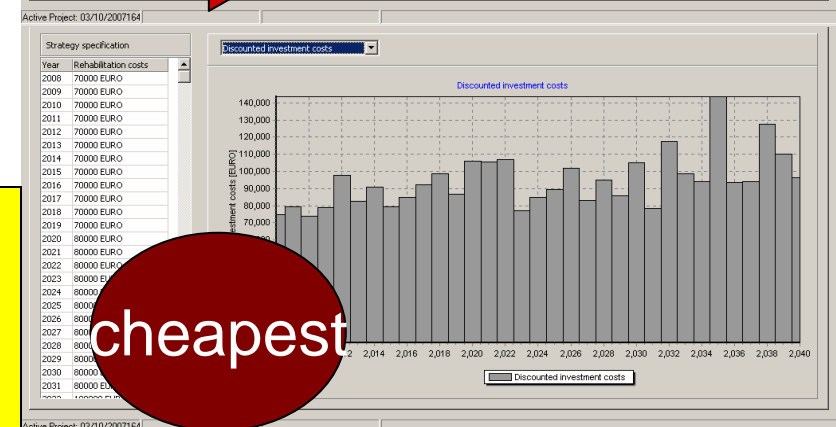 Active Project: 03/10/2007164
Strategy specification
Discounted investment costs
Year Rehabilitation costs
2008 70000 EURO
2009 70000 EURO
2010 70000 EURO
2011 70000 EURO
2012 70000 EURO
2013 70000 EURO
2014 70000 EURO
2015 70000 EURO
2016 70000 EURO
2017 70000 EURO
2018 70000 EURO
2019 70000 EURO
2020 80000 EURO
2021 80000 EURO
2022 80000 EURO
2023 80000
2024 80000
2025
2026
2027
2028
2029
2030
2031 80000 EURO
Discounted investment costs
140,000
130,000
120,000
110,000
100,000
90,000
80,000
70,000
costs [EURO]
2,014 2,016 2,018 2,020 2,022 2,024 2,026 2,028 2,030 2,032 2,034 2,036 2,038 2,040
Discounted investment costs
cheapest
Active Project: 03/10/2007164